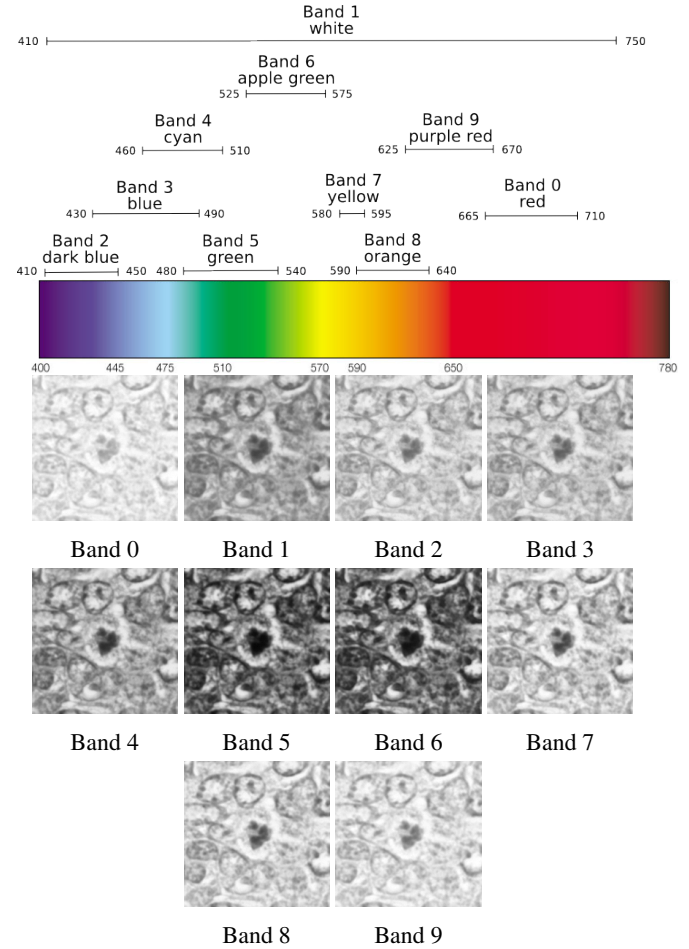 Band 1
white
410 750
Band 6
apple green
525 575
Band 4
cyan
460 510
Band 9
purple red
625 670
Band 3
blue
430 490
Band 7
yellow
580 595
Band 0
red
665 710
Band 2
dark blue
410 450
Band 5
green
480 540
Band 8
orange
590 640
400 445 475 510 570 590 650 780
Band 0 Band 1 Band 2 Band 3
Band 4 Band 5 Band 6 Band 7
Band 8 Band 9